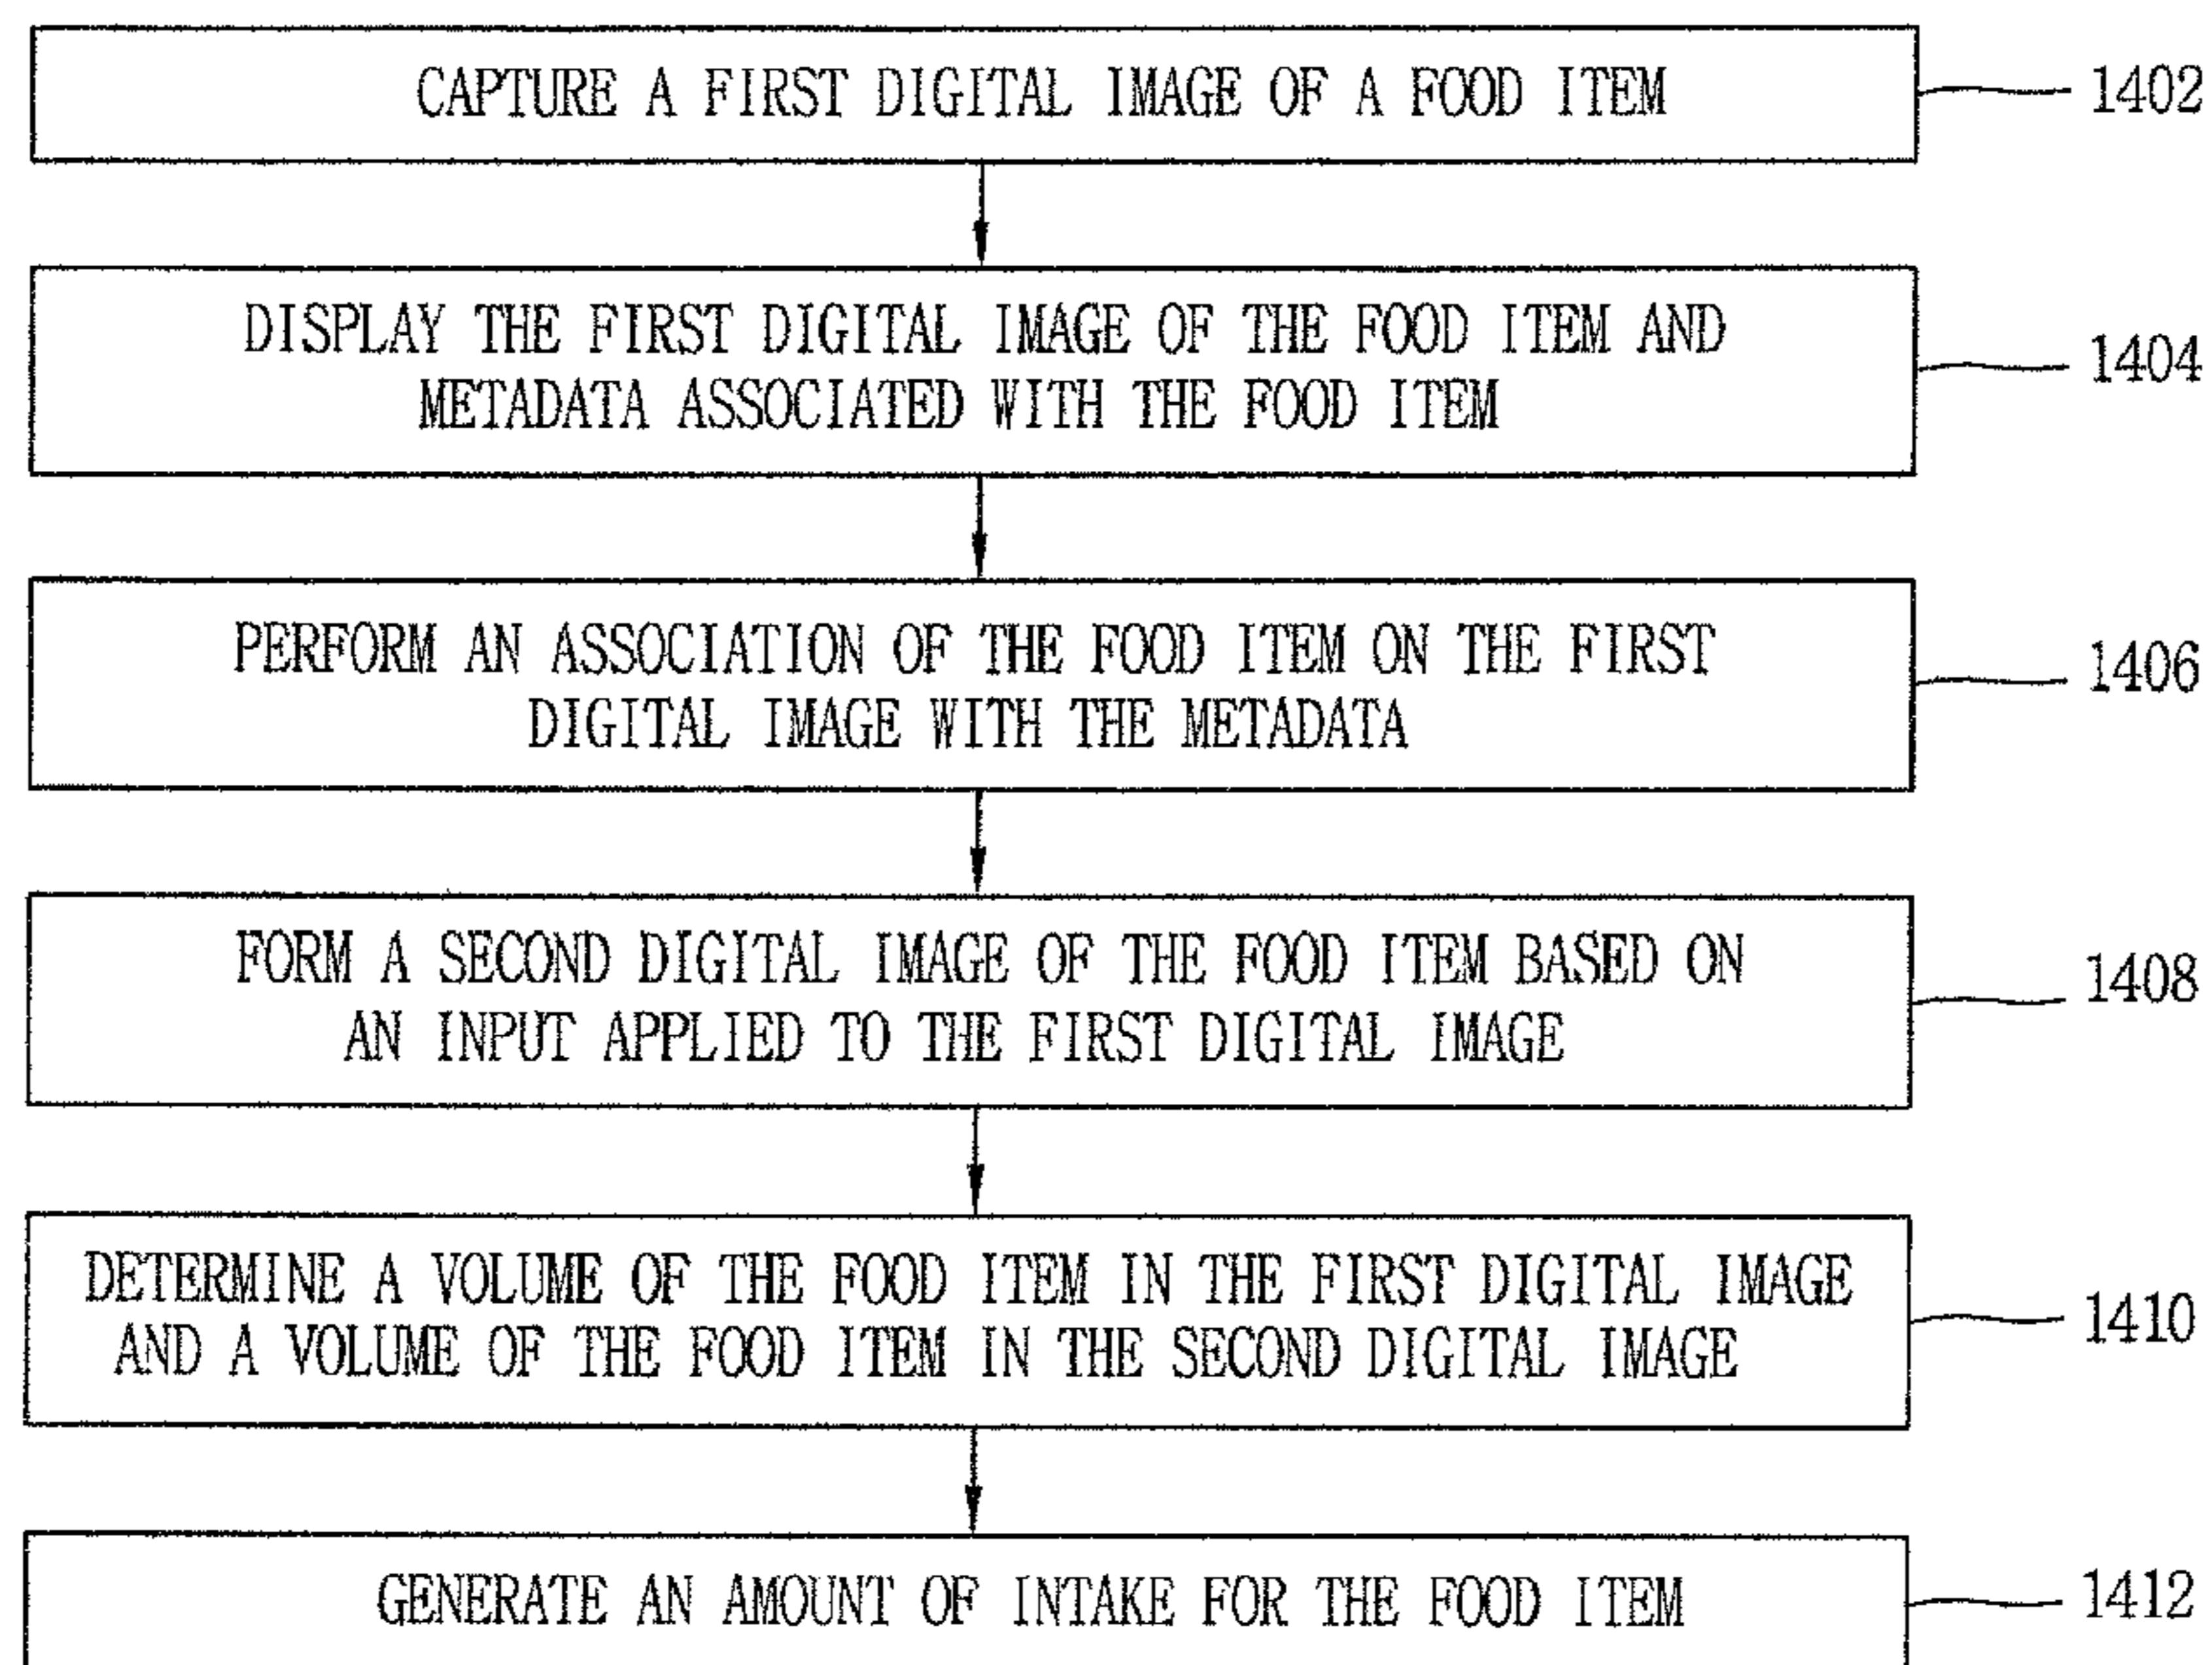 CAPTURE A FIRST DIGITAL IMAGE OF A FOOD ITEM
1402
DISPLAY THE FIRST DIGITAL IMAGE OF THE FOOD ITEM AND
METADATA ASSOCIATED WITH THE FOOD ITEM
1404
PERFORM AN ASSOCIATION OF THE FOOD ITEM ON THE FIRST
DIGITAL IMAGE WITH THE METADATA
1406
FORM A SECOND DIGITAL IMAGE OF THE FOOD ITEM BASED ON
AN INPUT APPLIED TO THE FIRST DIGITAL IMAGE
1408
DETERMINE A VOLUME OF THE FOOD ITEM IN THE FIRST DIGITAL IMAGE
AND A VOLUME OF THE FOOD ITEM IN THE SECOND DIGITAL IMAGE
1410
GENERATE AN AMOUNT OF INTAKE FOR THE FOOD ITEM
1412